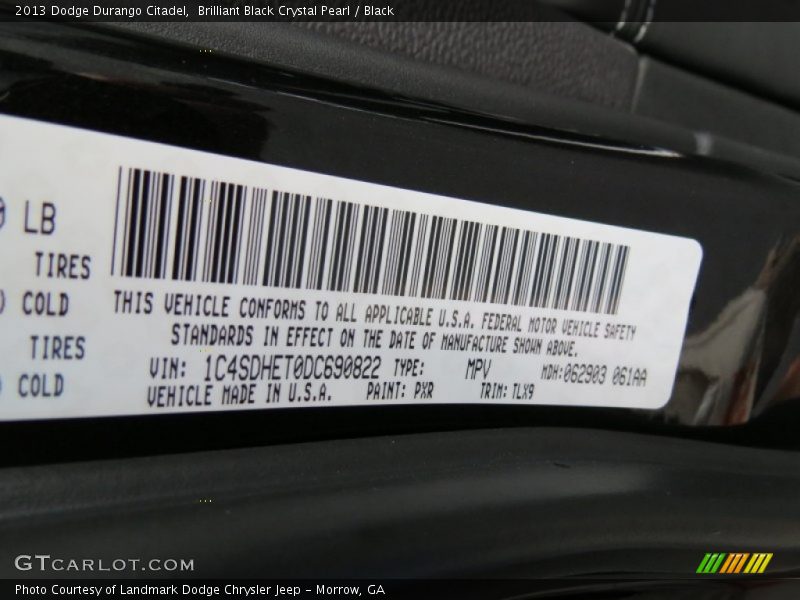 2013 Dodge Durango Citadel,  Brilliant Black Crystal Pearl / Black
LB
TIRES
COLD
TIRES
COLD
THIS VEHICLE CONFORMS TO ALL APPLICABLE U.S.A. FEDERAL MOTOR VEHICLE SAFETY
STANDARDS IN EFFECT ON THE DATE OF MANUFACTURE SHOWN ABOVE.
VIN: 1C4SDHET0DC690822 TYPE: MPV MDH:062903 061AA
VEHICLE MADE IN U.S.A. PAINT: PXR TRIM: TLX9
GTCARLOT.COM
Photo Courtesy of Landmark Dodge Chrysler Jeep - Morrow, GA